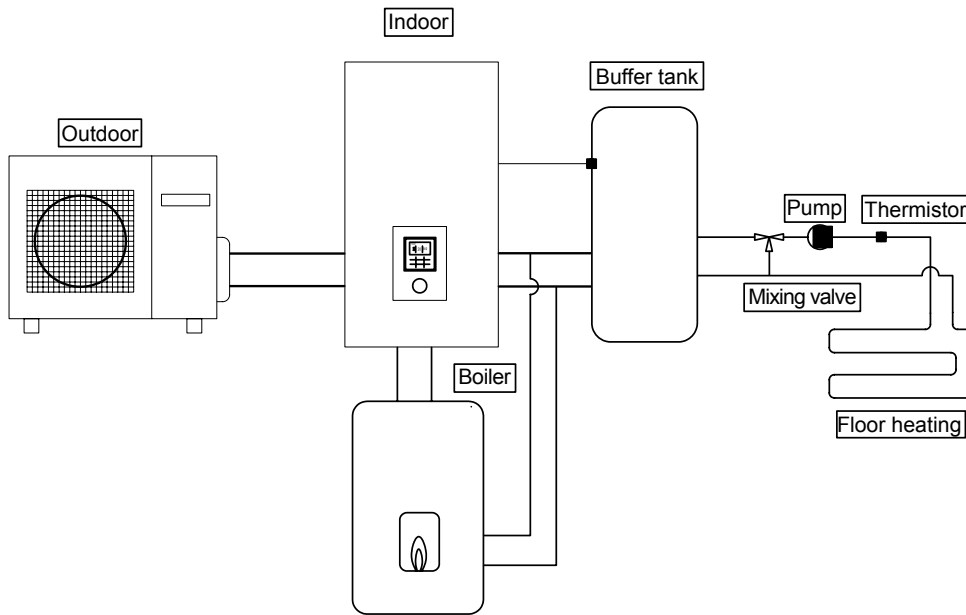 Indoor
Buffer tank
Outdoor
Pump
Thermistor
Mixing valve
Boiler
Floor heating